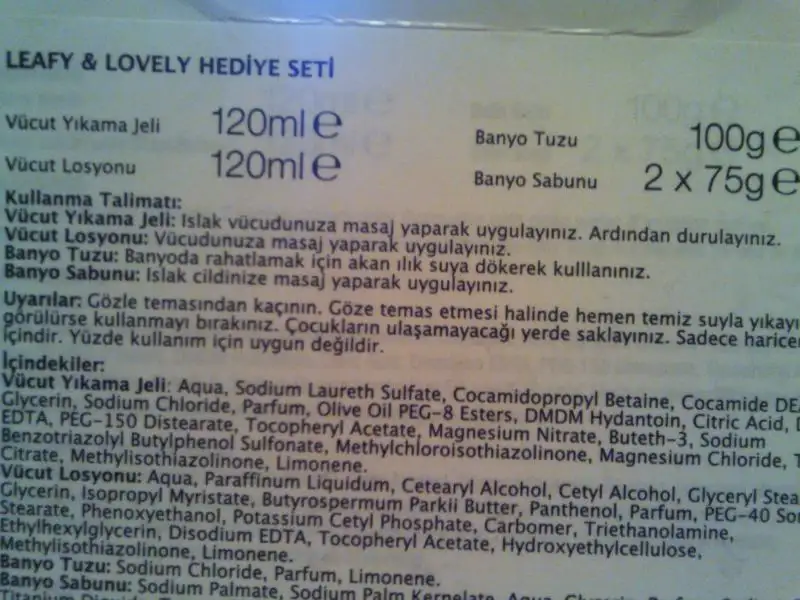 LEAFY & LOVELY HEDİYE SETİ
Vücut Yıkama Jeli 120ml e
Vücut Losyonu 120ml e
Banyo Tuzu 100g e
Banyo Sabunu 2 x 75g e
Kullanma Talimatı:
Vücut Yıkama Jeli: Islak vücudunuza masaj yaparak uygulayınız. Ardından durulayınız.
Vücut Losyonu: Vücudunuza masaj yaparak uygulayınız.
Banyo Tuzu: Banyoda rahatlamak için akan ılık suya dökerek kulllanınız.
Banyo Sabunu: Islak cildinize masaj yaparak uygulayınız.
Uyarılar: Gözle temasından kaçının. Göze temas etmesi halinde hemen temiz suyla yıkayı
görülürse kullanmayı bırakınız. Çocukların ulaşamayacağı yerde saklayınız. Sadece haricen
içindir. Yüzde kullanım için uygun değildir.
İçindekiler:
Vücut Yıkama Jeli: Aqua, Sodium Laureth Sulfate, Cocamidopropyl Betaine, Cocamide DE
Glycerin, Sodium Chloride, Parfum, Olive Oil PEG-8 Esters, DMDM Hydantoin, Citric Acid,
EDTA, PEG-150 Distearate, Tocopheryl Acetate, Magnesium Nitrate, Buteth-3, Sodium
Benzotriazolyl Butylphenol Sulfonate, Methylchloroisothiazolinone, Magnesium Chloride, T
Citrate, Methylisothiazolinone, Limonene.
Vücut Losyonu: Aqua, Paraffinum Liquidum, Cetearyl Alcohol, Cetyl Alcohol, Glyceryl Stea
Glycerin, Isopropyl Myristate, Butyrospermum Parkii Butter, Panthenol, Parfum, PEG-40 So
Stearate, Phenoxyethanol, Potassium Cetyl Phosphate, Carbomer, Triethanolamine,
Ethylhexylglycerin, Disodium EDTA, Tocopheryl Acetate, Hydroxyethylcellulose,
Methylisothiazolinone, Limonene.
Banyo Tuzu: Sodium Chloride, Parfum, Limonene.
Banyo Sabunu: Sodium Palmate, Sodium Palm Kernelate, Aqua, Glycerin, Parfum, Sodium
Titanium Dioxide,